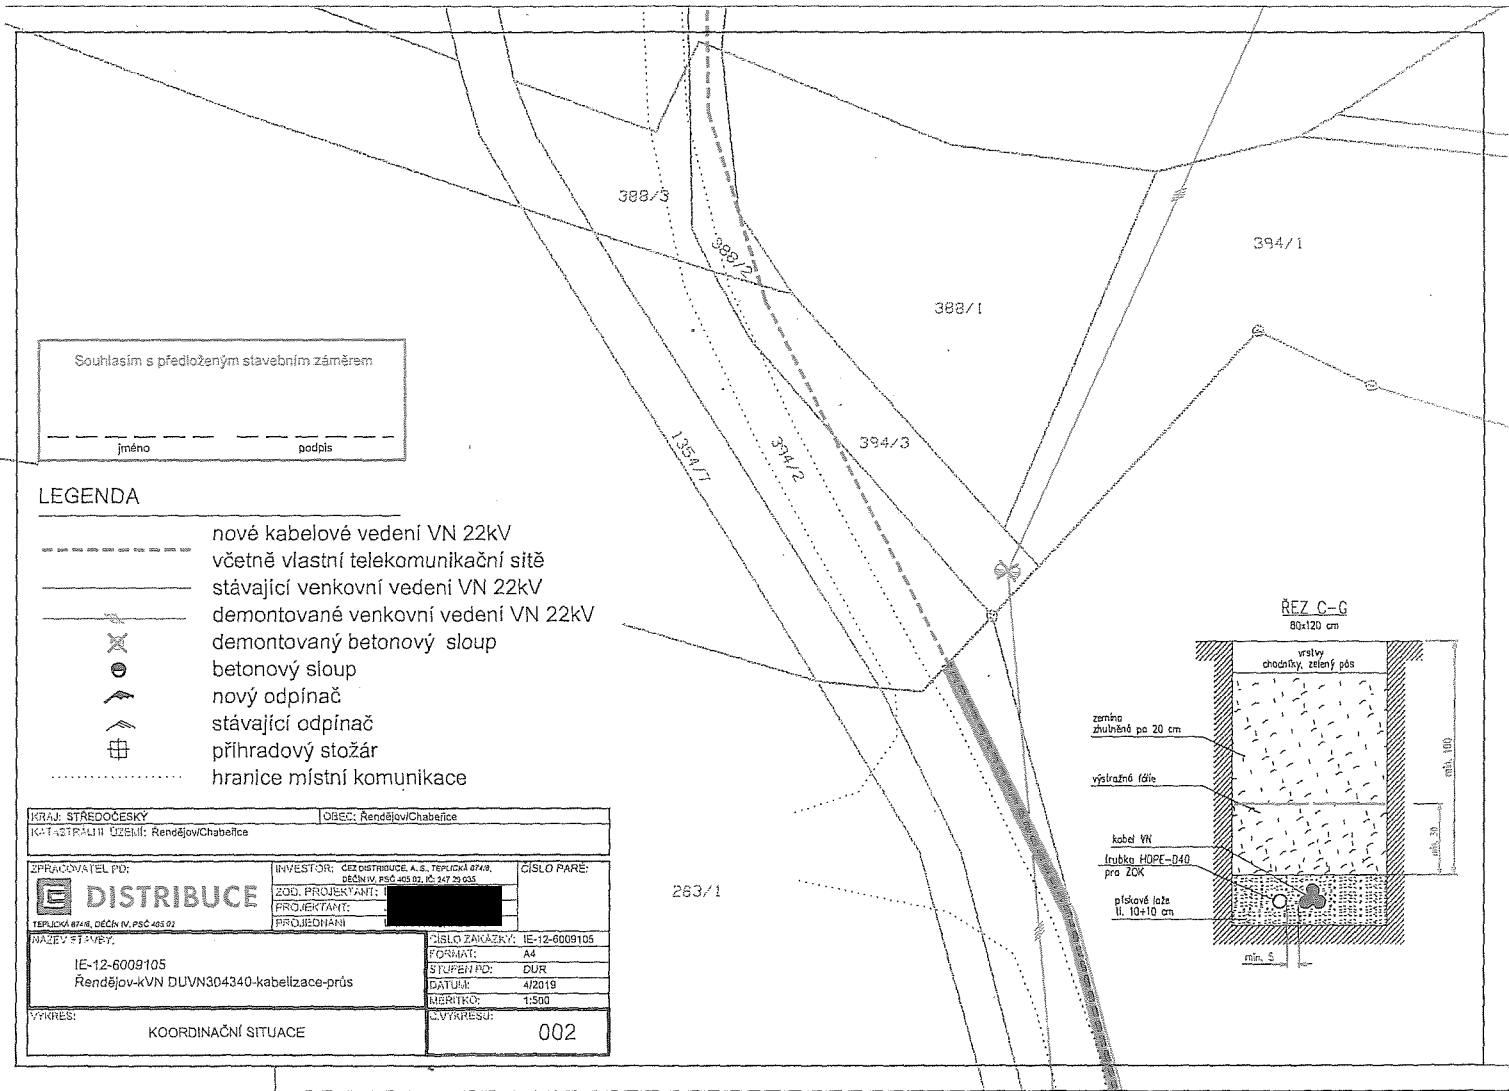 388/3
388/2
394/1
388/1
Souhlasím s předloženým stavebním záměrem
jméno podpis
1354/7
394/2
394/3
LEGENDA
nové kabelové vedení VN 22kV
včetně vlastní telekomunikační sítě
stávající venkovní vedení VN 22kV
demontované venkovní vedení VN 22kV
demontovaný betonový sloup
betonový sloup
nový odpínač
stávající odpínač
příhradový stožár
hranice místní komunikace
ŘEZ C-G
80x120 cm
vrstvy
chodníky, zelený pás
zemina
zhutněná po 20 cm
výstražná fólie
kabel VN
trubka HDPE-D40
pro ZOK
pískové lože
tl. 10+10 cm
min. 100
min. 30
min. 5
263/1
KRAJ: STŘEDOČESKÝ OBEC: Řendějov/Chabeřice
KATASTRÁLNÍ ÚZEMÍ: Řendějov/Chabeřice
ZPRACOVATEL PD:
DISTRIBUCE
TEPLICKÁ 874/8, DĚČÍN IV, PSČ 405 02
INVESTOR: ČEZ DISTRIBUCE, A. S., TEPLICKÁ 874/8,
DĚČÍN IV, PSČ 405 02, IČ: 247 29 035
ZOD. PROJEKTANT:
PROJEKTANT:
PROJEDNÁNÍ
ČÍSLO PARE:
NÁZEV STAVBY:
IE-12-6009105
Řendějov-kVN DUVN304340-kabelizace-průs
ČÍSLO ZAKÁZKY: IE-12-6009105
FORMÁT: A4
STUPEŇ PD: DUR
DATUM: 4/2019
MĚŘÍTKO: 1:500
VÝKRES:
KOORDINAČNÍ SITUACE
Č.VÝKRESU:
002